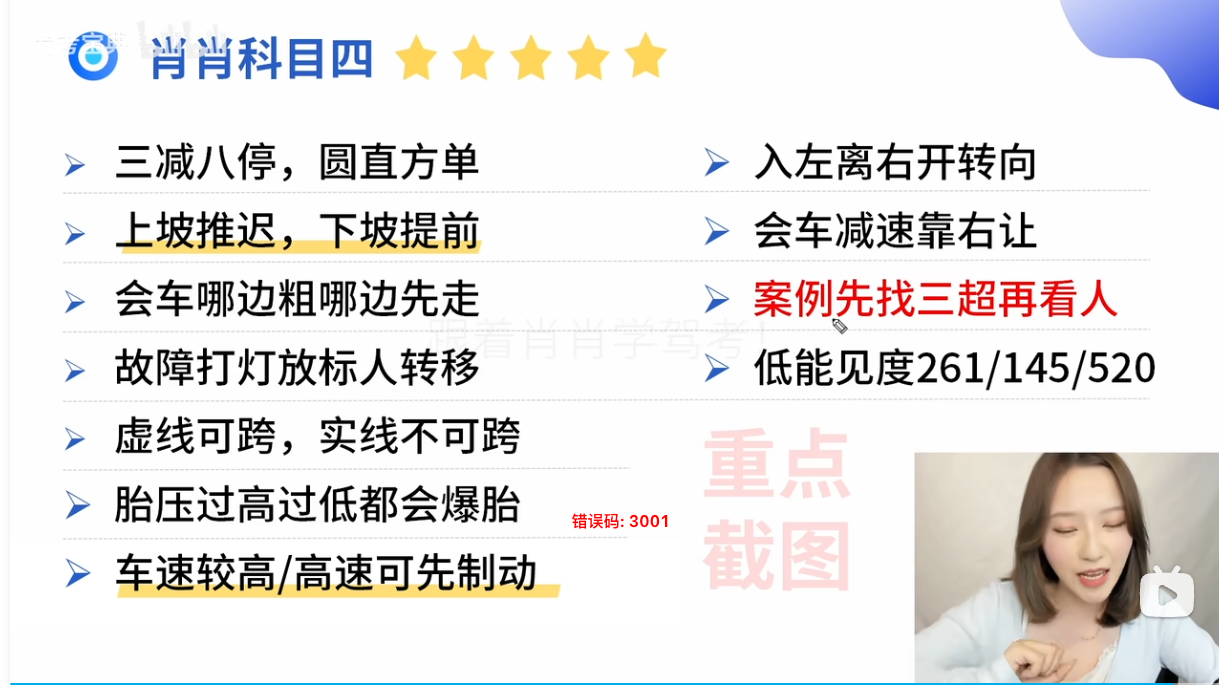 肖肖科目四
三减八停，圆直方单
上坡推迟，下坡提前
会车哪边粗哪边先走
故障打灯放标人转移
虚线可跨，实线不可跨
胎压过高过低都会爆胎
车速较高/高速可先制动
入左离右开转向
会车减速靠右让
案例先找三超再看人
低能见度261/145/520
跟着肖肖学驾考！
重点
截图
错误码: 3001